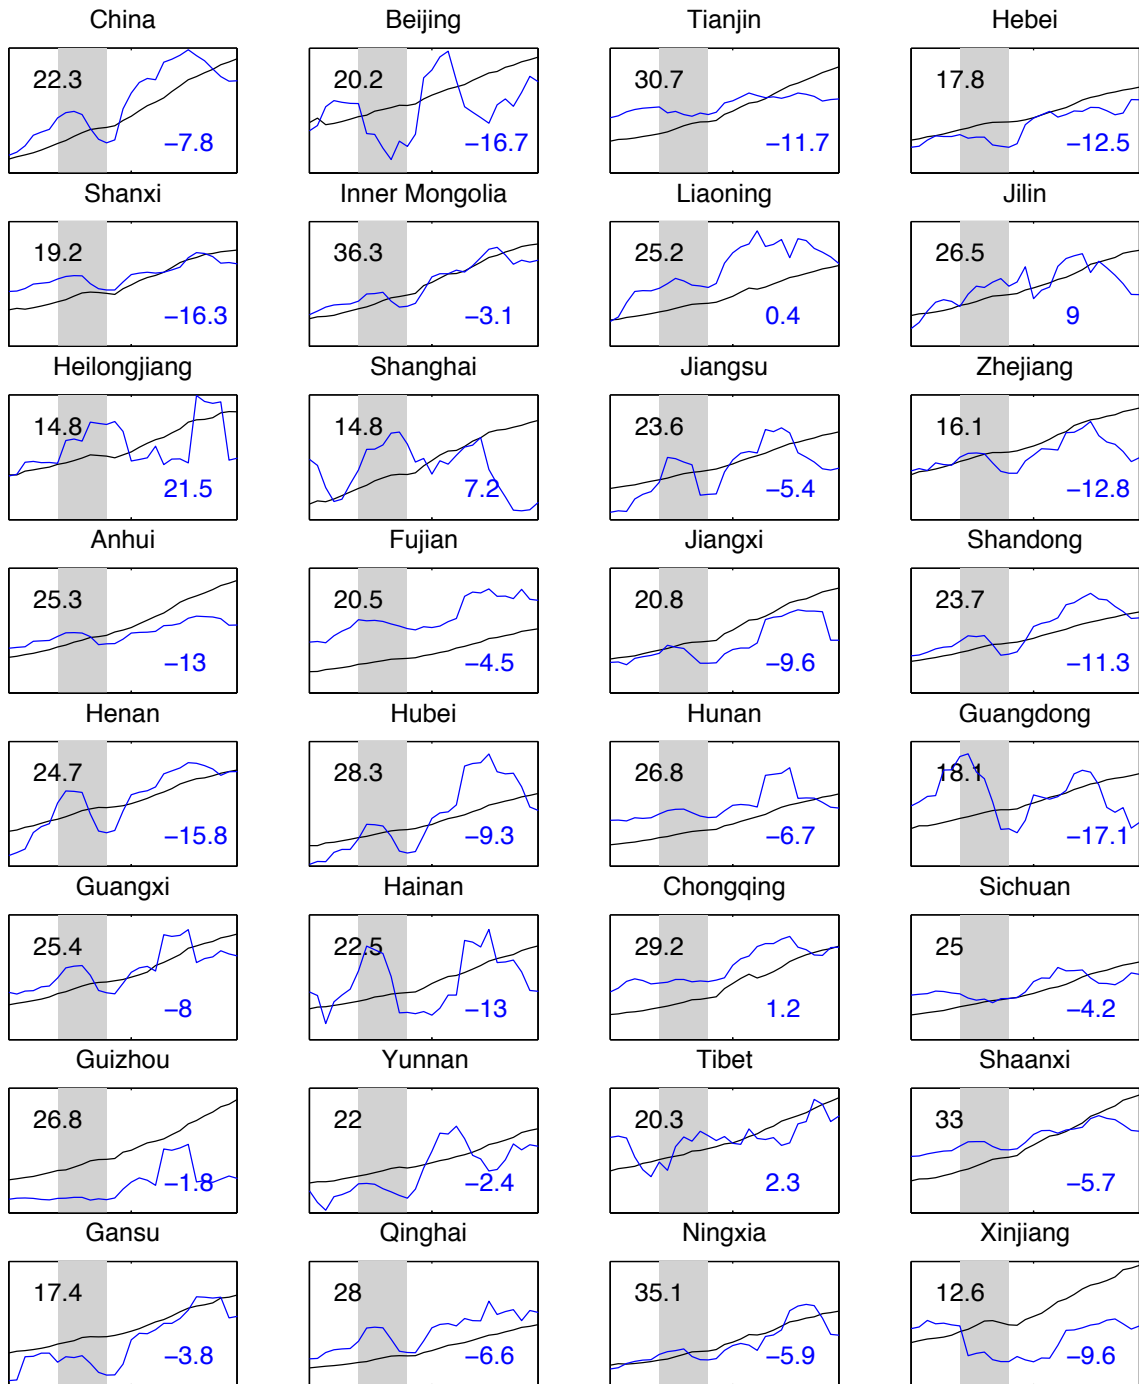 China Beijing Tianjin Hebei
22.3 20.2 30.7 17.8
−7.8 −16.7 −11.7 −12.5
Shanxi Inner Mongolia Liaoning Jilin
19.2 36.3 25.2 26.5
−16.3 −3.1 0.4 9
Heilongjiang Shanghai Jiangsu Zhejiang
14.8 14.8 23.6 16.1
21.5 7.2 −5.4 −12.8
Anhui Fujian Jiangxi Shandong
25.3 20.5 20.8 23.7
−13 −4.5 −9.6 −11.3
Henan Hubei Hunan Guangdong
24.7 28.3 26.8 18.1
−15.8 −9.3 −6.7 −17.1
Guangxi Hainan Chongqing Sichuan
25.4 22.5 29.2 25
−8 −13 1.2 −4.2
Guizhou Yunnan Tibet Shaanxi
26.8 22 20.3 33
−1.8 −2.4 2.3 −5.7
Gansu Qinghai Ningxia Xinjiang
17.4 28 35.1 12.6
−3.8 −6.6 −5.9 −9.6